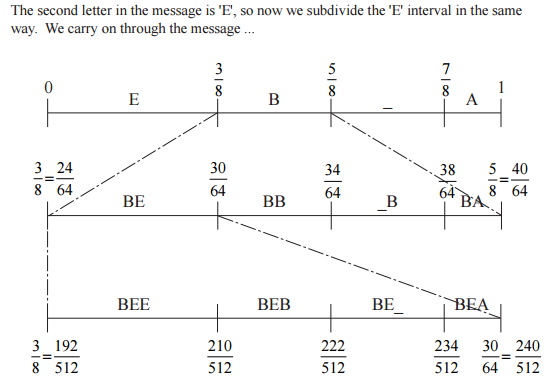 The second letter in the message is 'E', so now we subdivide the 'E' interval in the same
way.  We carry on through the message ...
0 3/8 5/8 7/8 1
E B _ A
3/8=24/64 30/64 34/64 38/64 5/8=40/64
BE BB _B BA
BEE BEB BE_ BEA
3/8=192/512 210/512 222/512 234/512 30/64=240/512